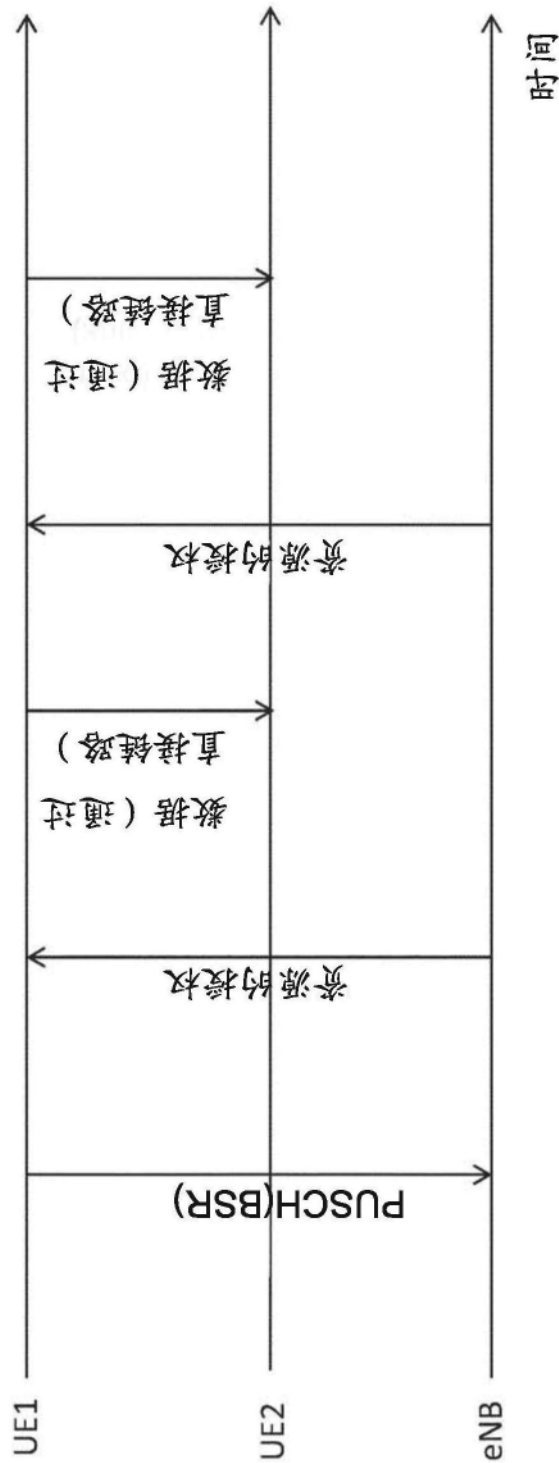 UE1
UE2
eNB
PUSCH(BSR)
资源的授权
数据（通过
直接链路）
资源的授权
数据（通过
直接链路）
时间